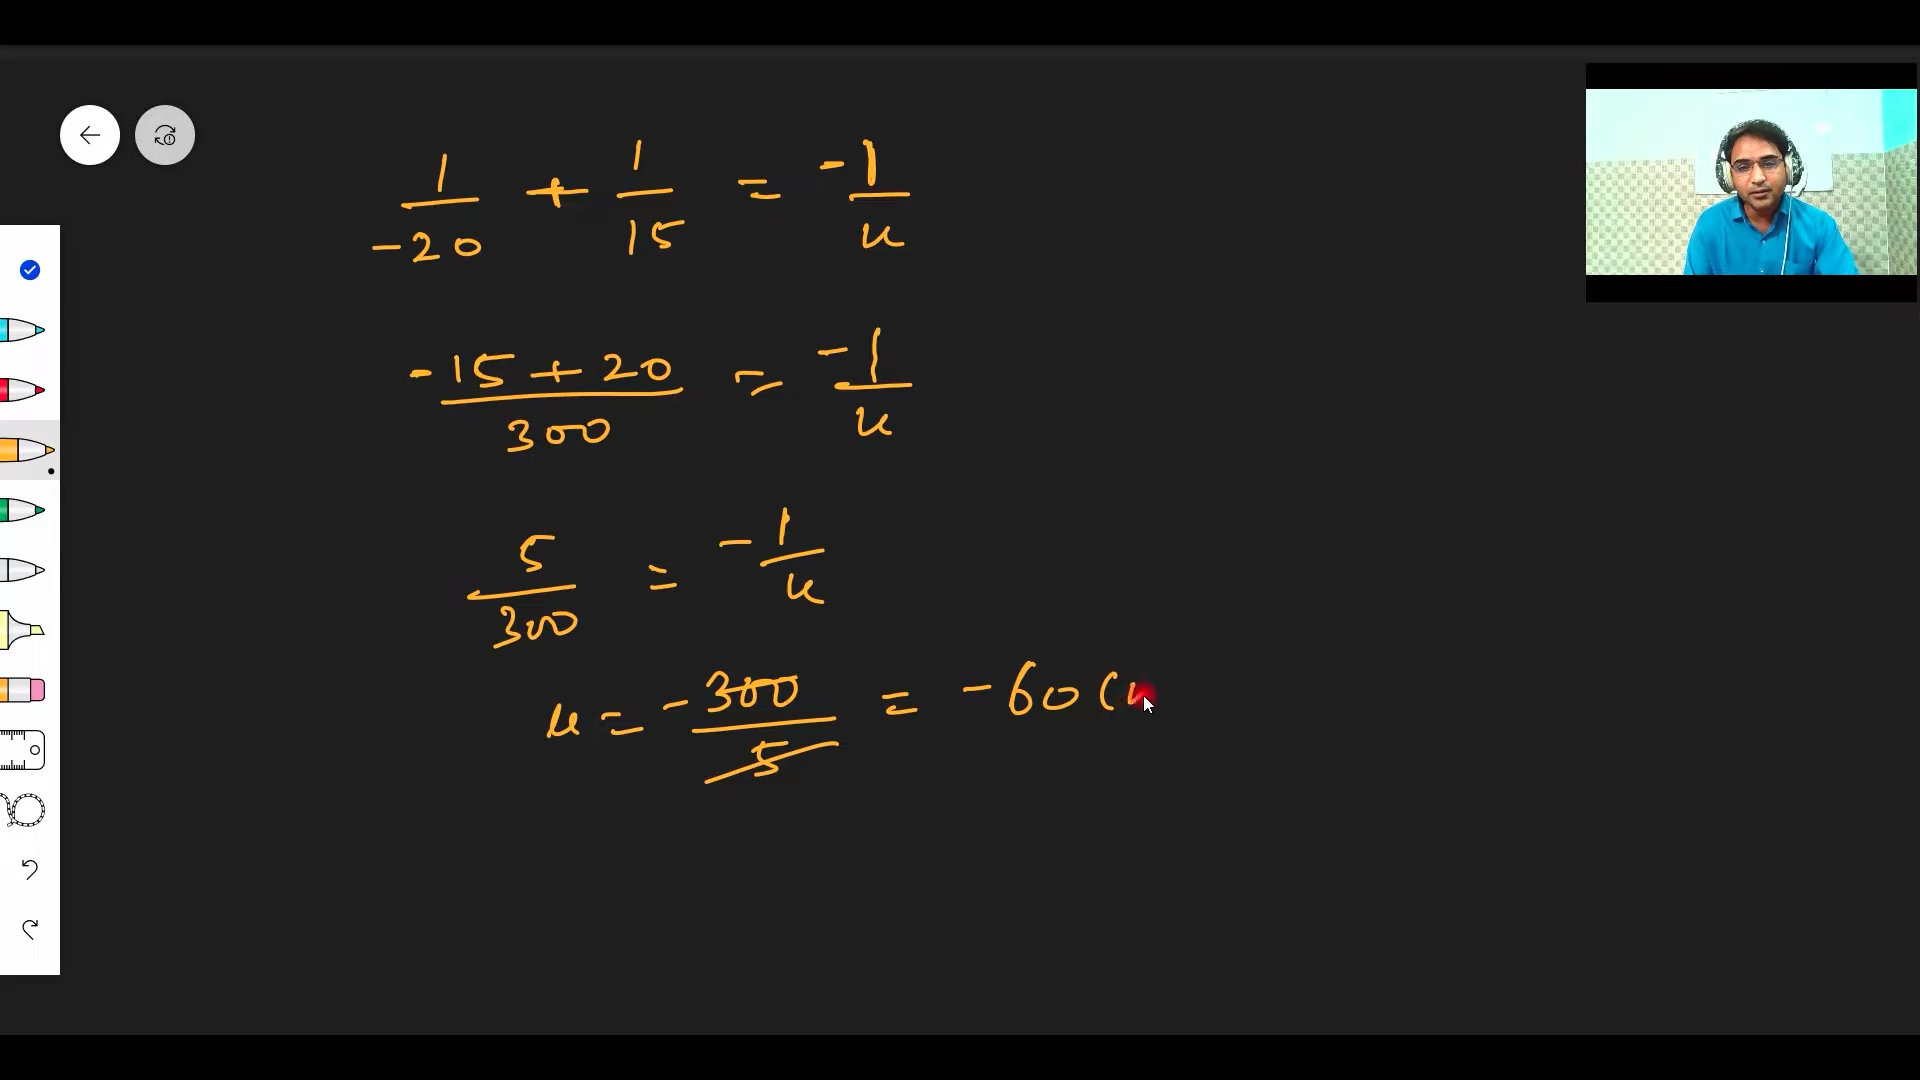 1/-20 + 1/15 = -1/u
-15 + 20/300 = -1/u
5/300 = -1/u
u = -300/5 = -60 c